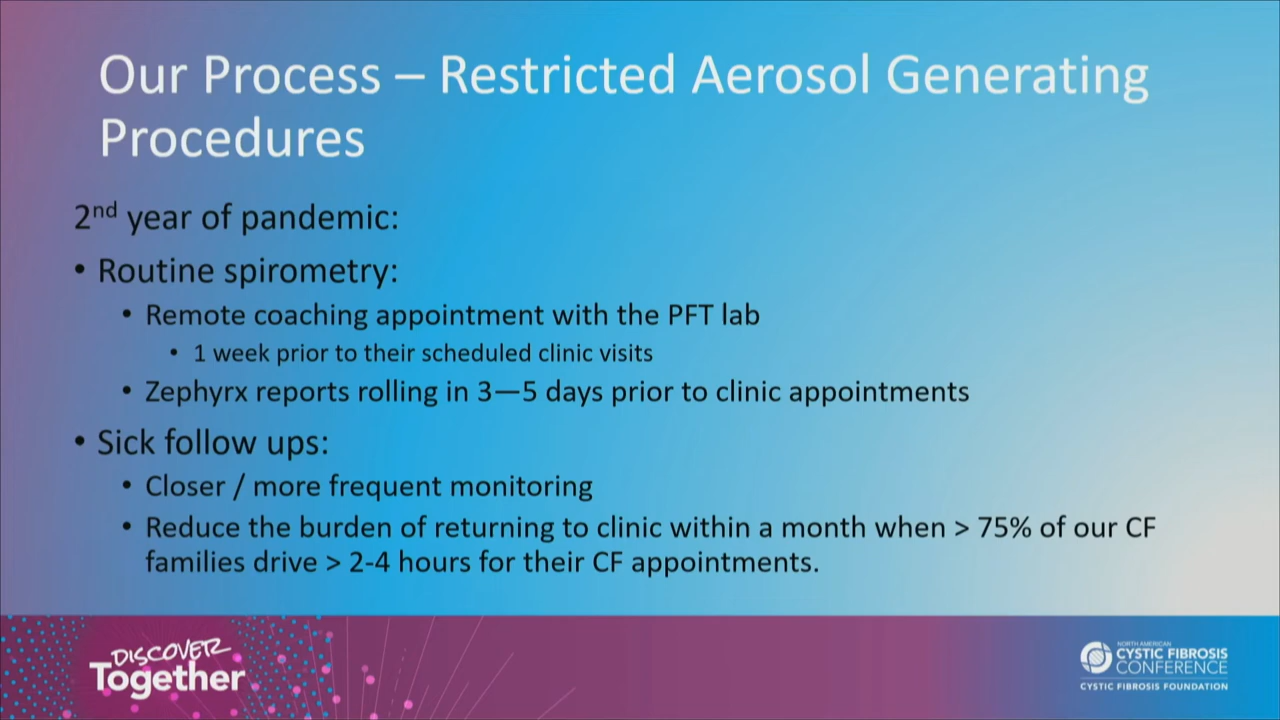 Our Process – Restricted Aerosol Generating
Procedures
2nd year of pandemic:
• Routine spirometry:
• Remote coaching appointment with the PFT lab
• 1 week prior to their scheduled clinic visits
• Zephyrx reports rolling in 3—5 days prior to clinic appointments
• Sick follow ups:
• Closer / more frequent monitoring
• Reduce the burden of returning to clinic within a month when > 75% of our CF
families drive > 2-4 hours for their CF appointments.
DISCOVER
Together
NORTH AMERICAN
CYSTIC FIBROSIS
CONFERENCE
CYSTIC FIBROSIS FOUNDATION